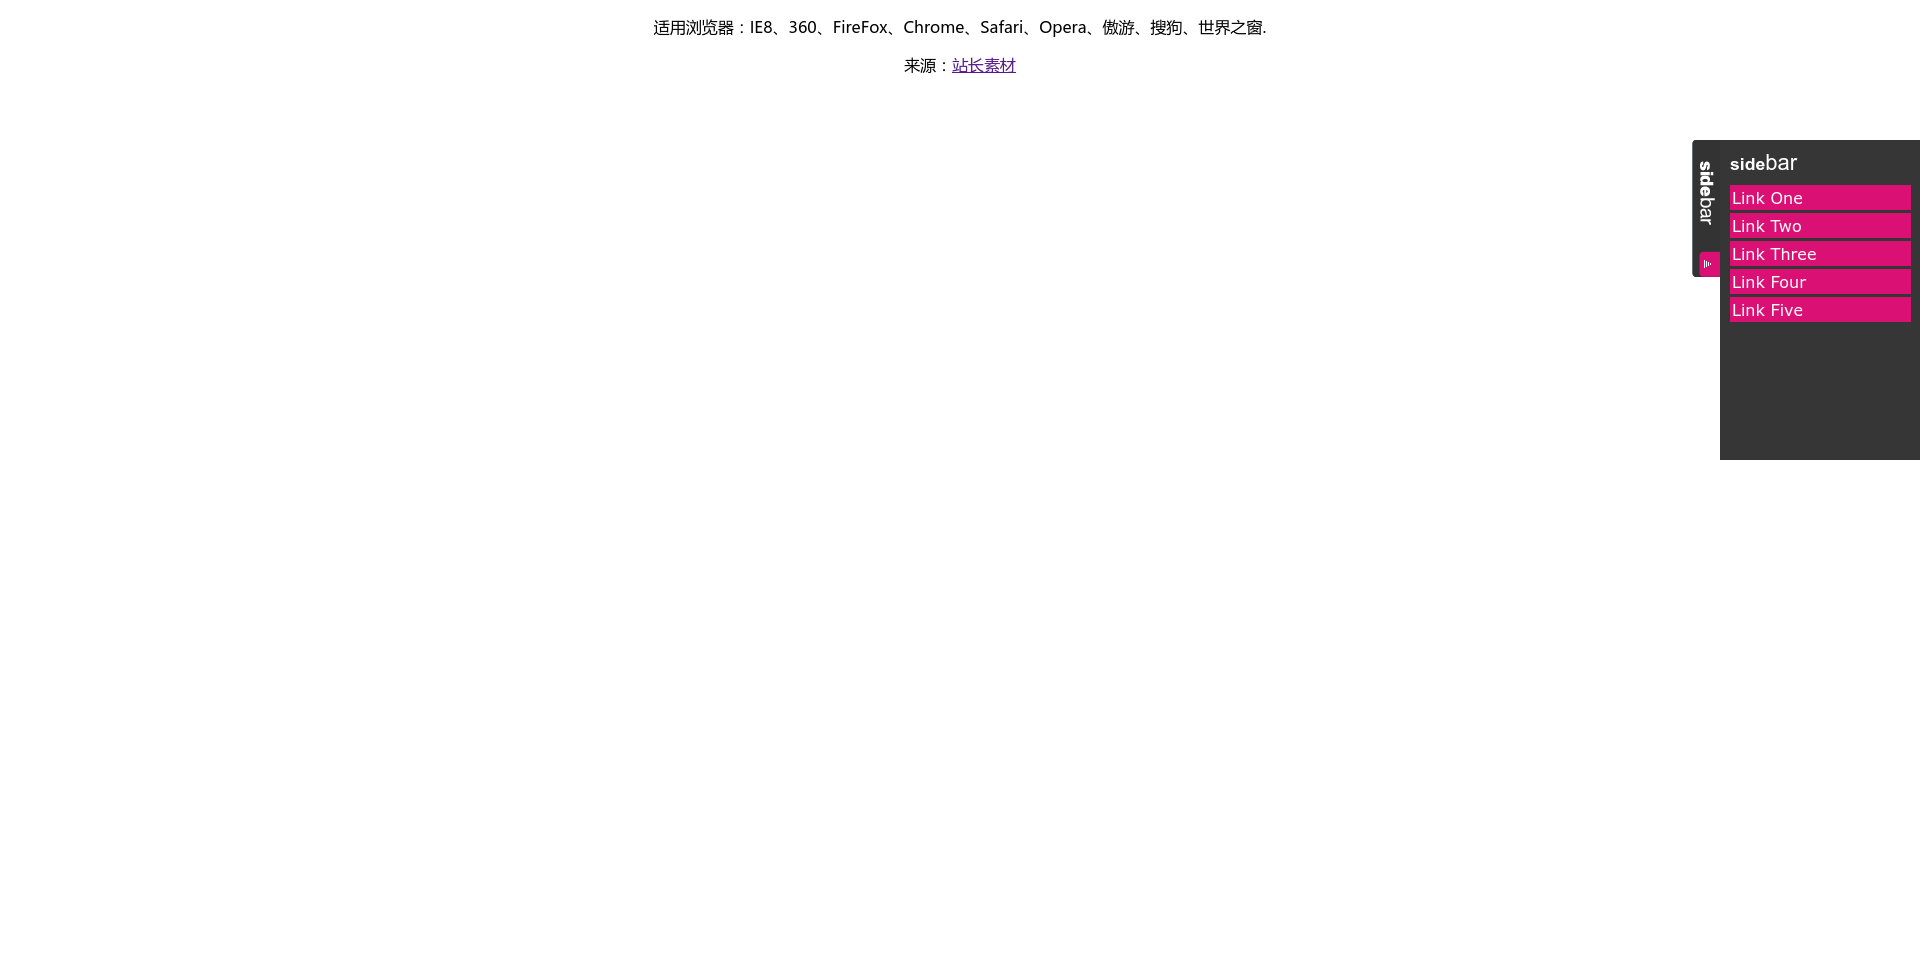 适用浏览器：IE8、360、FireFox、Chrome、Safari、Opera、傲游、搜狗、世界之窗.
来源：站长素材
sidebar
sidebar
Link One
Link Two
Link Three
Link Four
Link Five